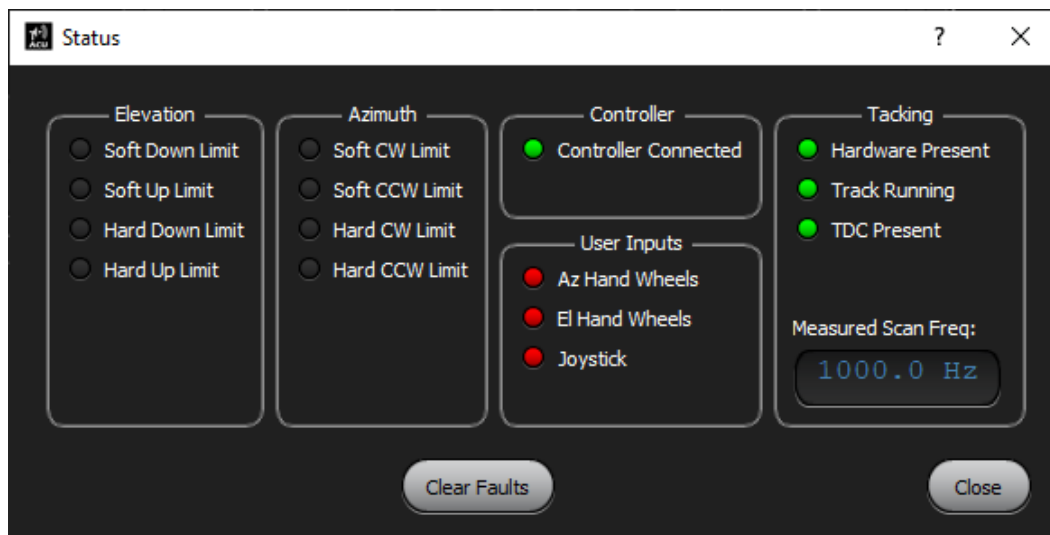 ACU
Status
?
Elevation
Soft Down Limit
Soft Up Limit
Hard Down Limit
Hard Up Limit
Azimuth
Soft CW Limit
Soft CCW Limit
Hard CW Limit
Hard CCW Limit
Controller
Controller Connected
User Inputs
Az Hand Wheels
El Hand Wheels
Joystick
Tacking
Hardware Present
Track Running
TDC Present
Measured Scan Freq:
1000.0 Hz
Clear Faults
Close